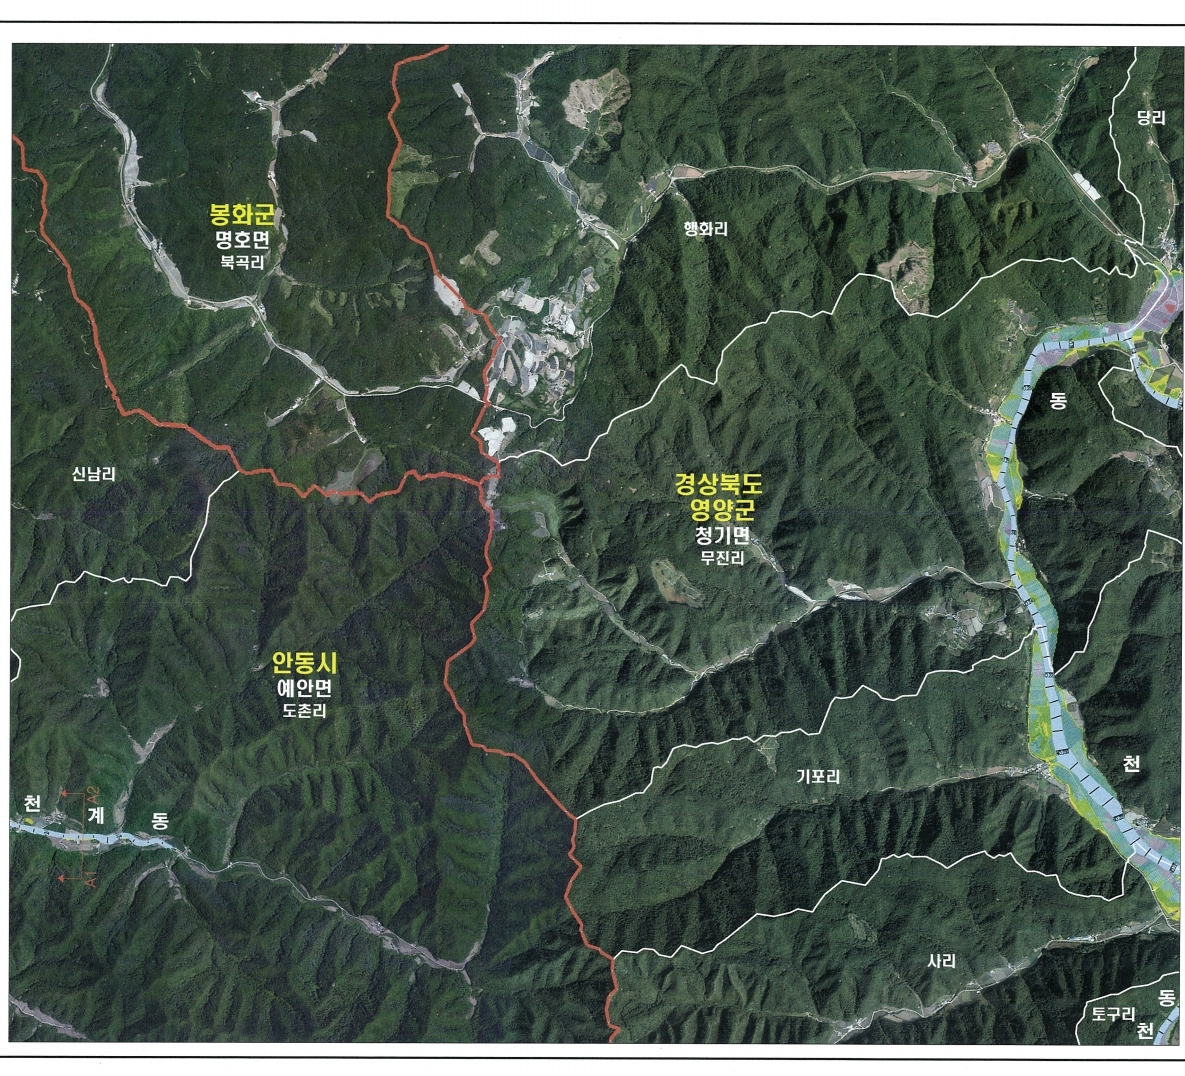 당리
봉화군
명호면
북곡리
행화리
동
신남리
경상북도
영양군
청기면
무진리
안동시
예안면
도촌리
천
기포리
천 계 동
A2
A1
사리
동
토구리
천